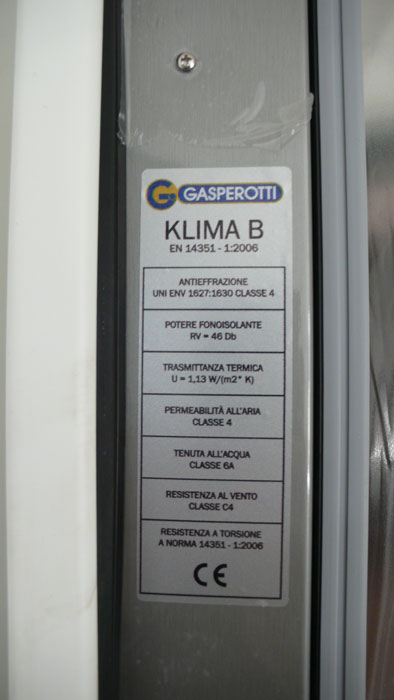 G GASPEROTTI
KLIMA B
EN 14351 - 1:2006
ANTIEFFRAZIONE
UNI ENV 1627:1630 CLASSE 4
POTERE FONOISOLANTE
RV = 46 Db
TRASMITTANZA TERMICA
U = 1,13 W/(m2* K)
PERMEABILITÀ ALL'ARIA
CLASSE 4
TENUTA ALL'ACQUA
CLASSE 6A
RESISTENZA AL VENTO
CLASSE C4
RESISTENZA A TORSIONE
A NORMA 14351 - 1:2006
CE